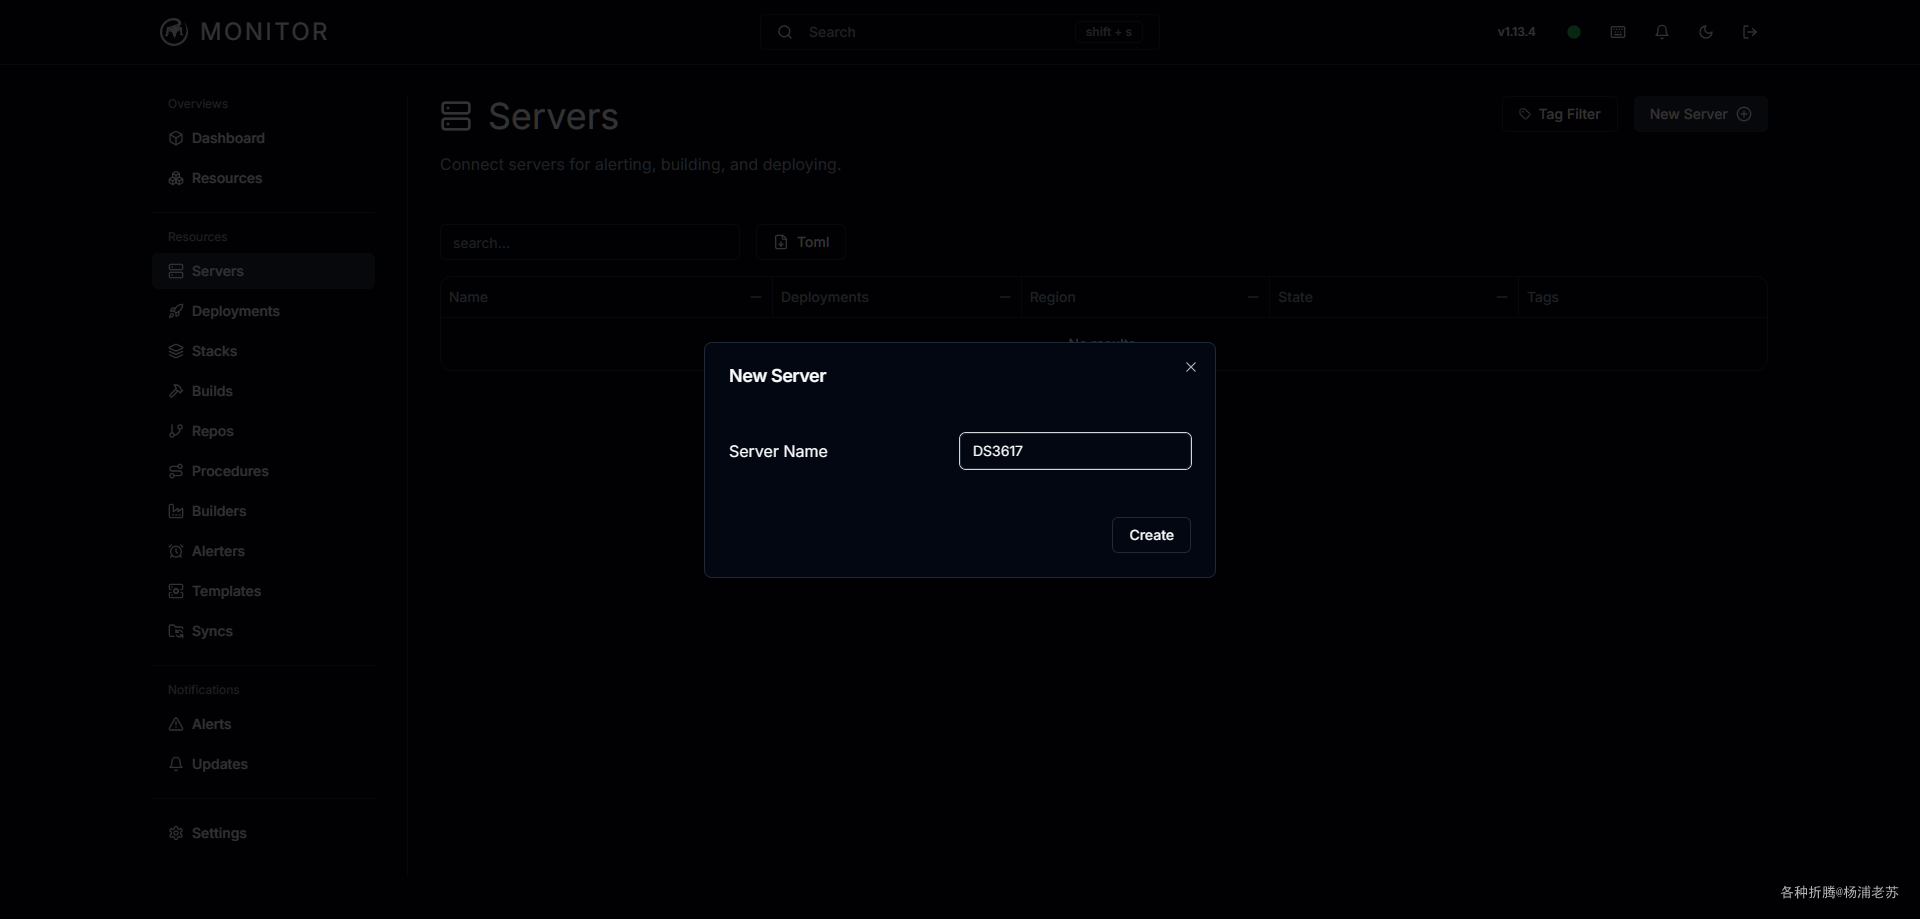 MONITOR
Search
shift + s
v1.13.4
Overviews
Dashboard
Resources
Resources
Servers
Deployments
Stacks
Builds
Repos
Procedures
Builders
Alerters
Templates
Syncs
Notifications
Alerts
Updates
Settings
Servers
Tag Filter
New Server
Connect servers for alerting, building, and deploying.
search...
Toml
Name
Deployments
Region
State
Tags
No results
New Server
Server Name
DS3617
Create
各种折腾@杨浦老苏